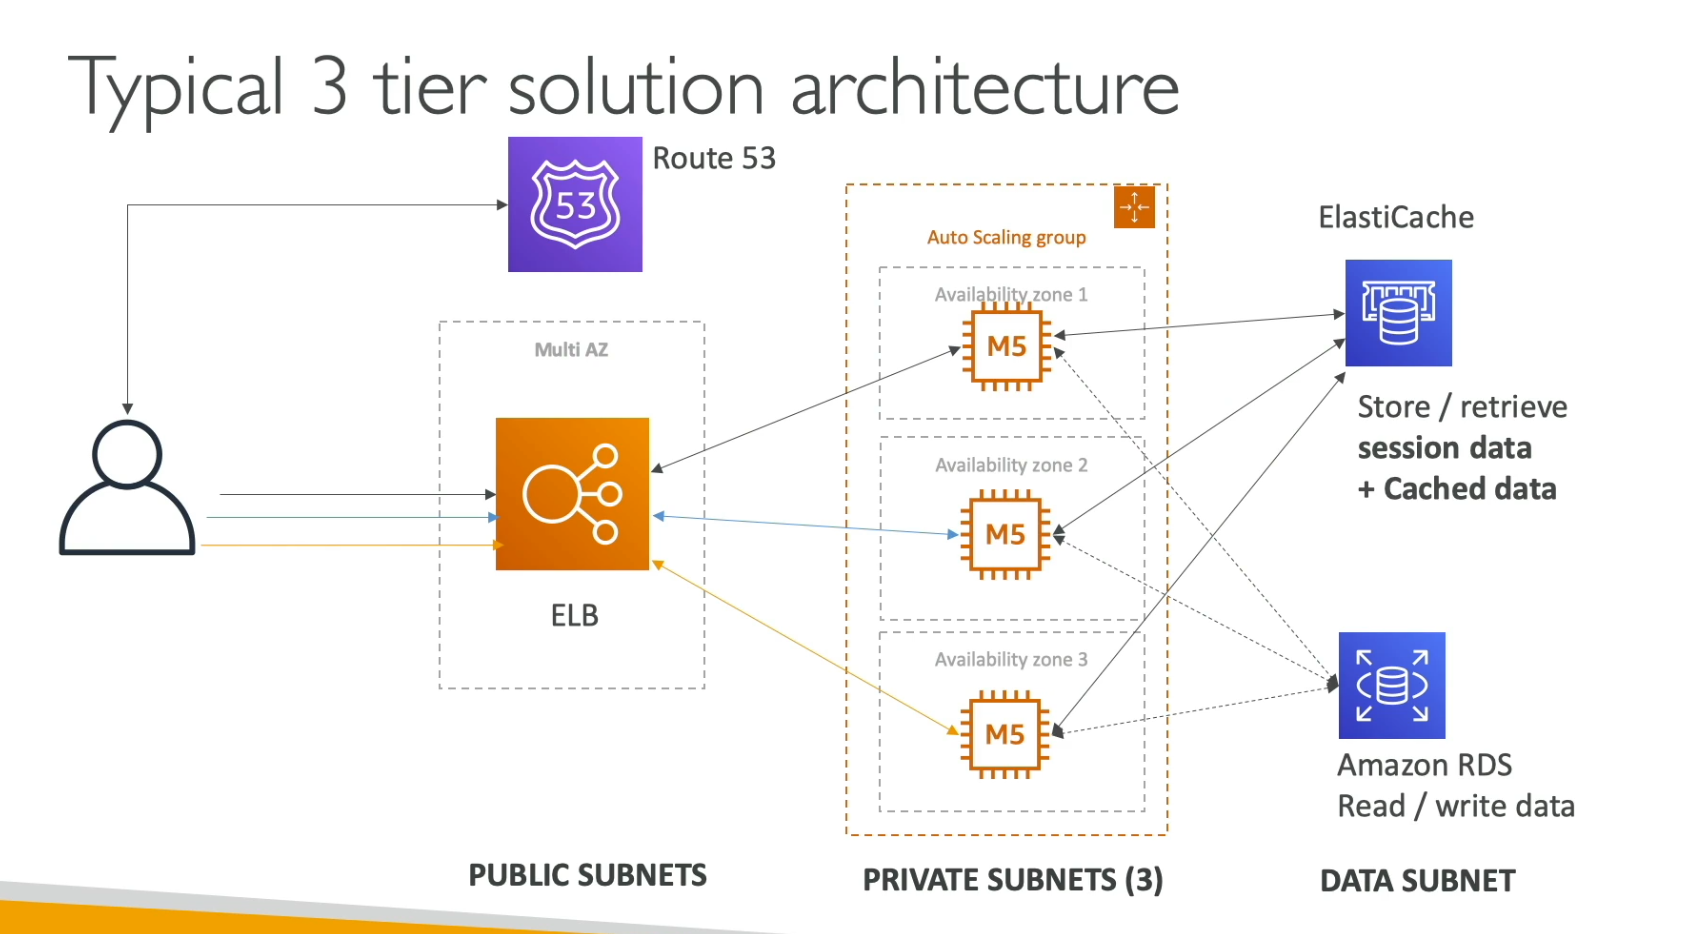 Typical 3 tier solution architecture
53
Route 53
Multi AZ
ELB
Auto Scaling group
Availability zone 1
M5
Availability zone 2
M5
Availability zone 3
M5
ElastiCache
Store / retrieve
session data
+ Cached data
Amazon RDS
Read / write data
PUBLIC SUBNETS
PRIVATE SUBNETS (3)
DATA SUBNET